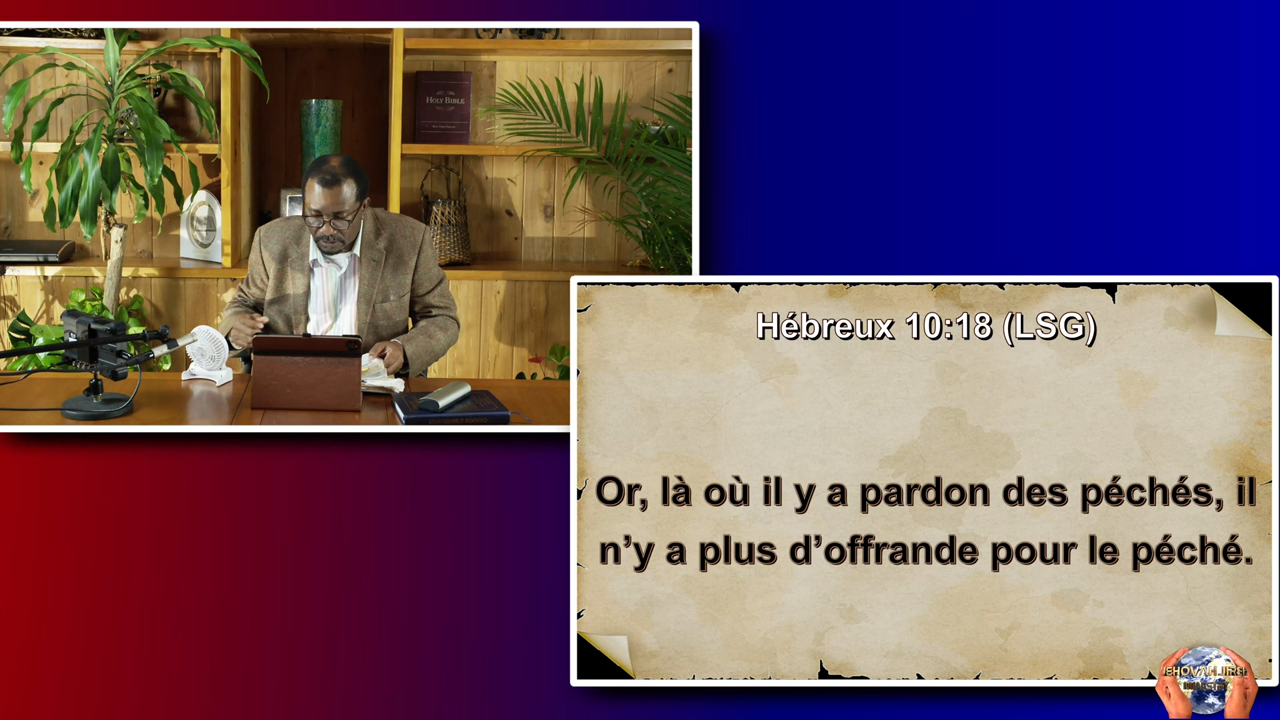 HOLY BIBLE
Hébreux 10:18 (LSG)
Or, là où il y a pardon des péchés, il
n’y a plus d’offrande pour le péché.